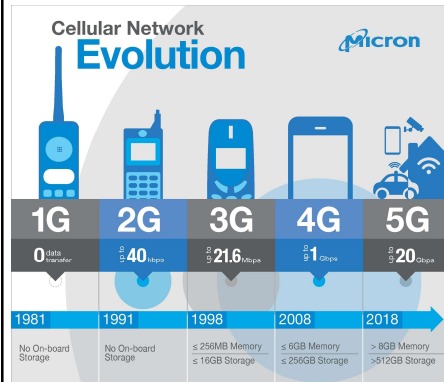 Cellular Network
Evolution
Micron
1G 2G 3G 4G 5G
0 data transfer
up to 40 kbps
up to 21.6 Mbps
up to 1 Gbps
up to 20 Gbps
1981 1991 1998 2008 2018
No On-board Storage
No On-board Storage
≤ 256MB Memory
≤ 16GB Storage
≤ 6GB Memory
≤ 256GB Storage
> 8GB Memory
>512GB Storage